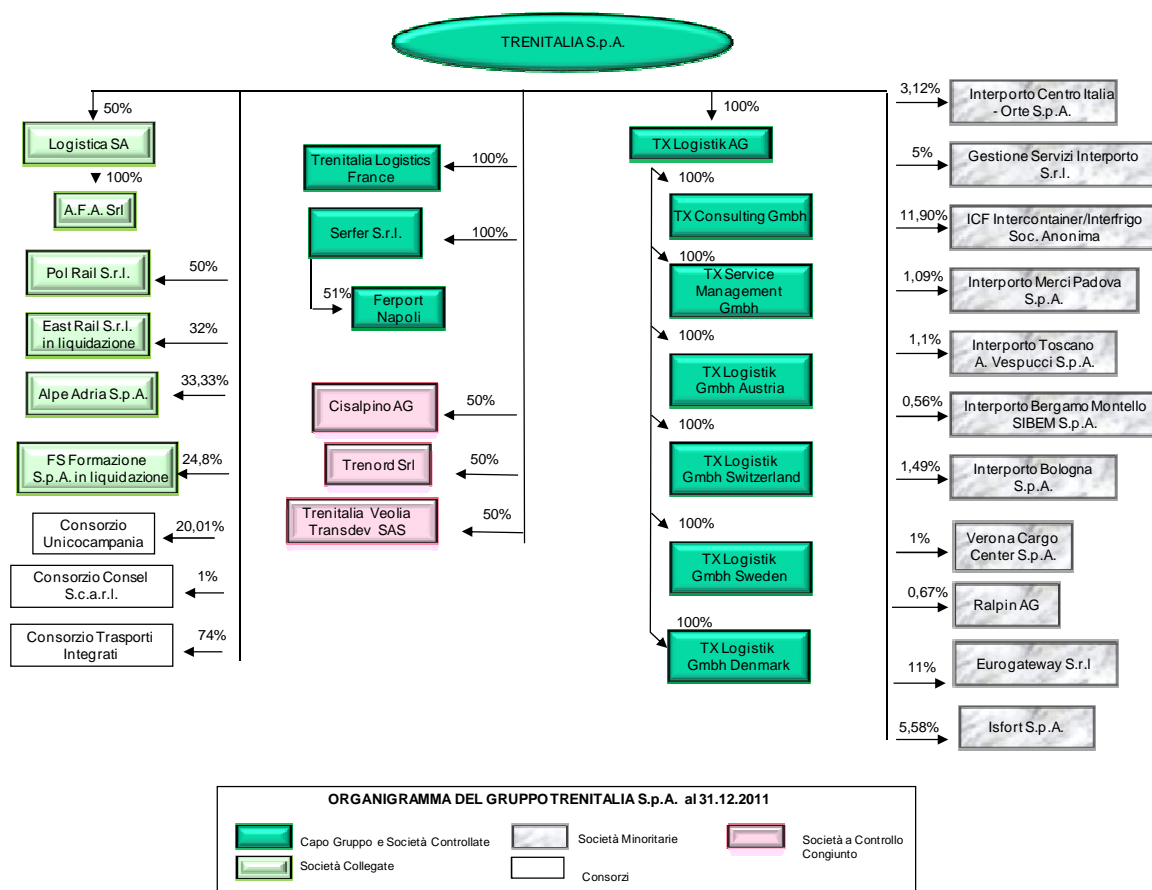 TRENITALIA S.p.A.
50%
Logistica SA
100%
A.F.A. Srl
Pol Rail S.r.l.
50%
East Rail S.r.l.
in liquidazione
32%
Alpe Adria S.p.A.
33,33%
FS Formazione
S.p.A. in liquidazione
24,8%
Consorzio
Unicocampania
20,01%
Consorzio Consel
S.c.a.r.l.
1%
Consorzio Trasporti
Integrati
74%
Trenitalia Logistics
France
100%
Serfer S.r.l.
100%
51%
Ferport
Napoli
Cisalpino AG
50%
Trenord Srl
50%
Trenitalia Veolia
Transdev SAS
50%
100%
TX Logistik AG
100%
TX Consulting Gmbh
100%
TX Service
Management
Gmbh
100%
TX Logistik
Gmbh Austria
100%
TX Logistik
Gmbh Switzerland
100%
TX Logistik
Gmbh Sweden
100%
TX Logistik
Gmbh Denmark
3,12%
Interporto Centro Italia
- Orte S.p.A.
5%
Gestione Servizi Interporto
S.r.l.
11,90%
ICF Intercontainer/Interfrigo
Soc. Anonima
1,09%
Interporto Merci Padova
S.p.A.
1,1%
Interporto Toscano
A. Vespucci S.p.A.
0,56%
Interporto Bergamo Montello
SIBEM S.p.A.
1,49%
Interporto Bologna
S.p.A.
1%
Verona Cargo
Center S.p.A.
0,67%
Ralpin AG
11%
Eurogateway S.r.l
5,58%
Isfort S.p.A.
ORGANIGRAMMA DEL GRUPPO TRENITALIA S.p.A. al 31.12.2011
Capo Gruppo e Società Controllate
Società Minoritarie
Società a Controllo
Congiunto
Società Collegate
Consorzi